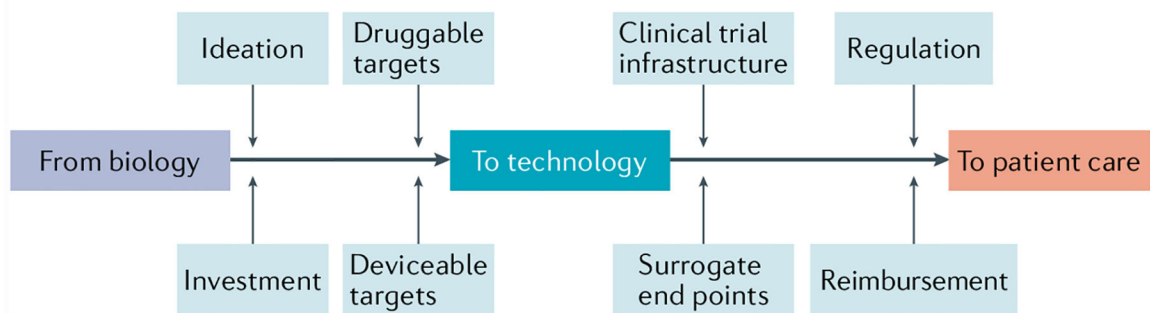 Ideation
Druggable
targets
Clinical trial
infrastructure
Regulation
From biology
To technology
To patient care
Investment
Deviceable
targets
Surrogate
end points
Reimbursement